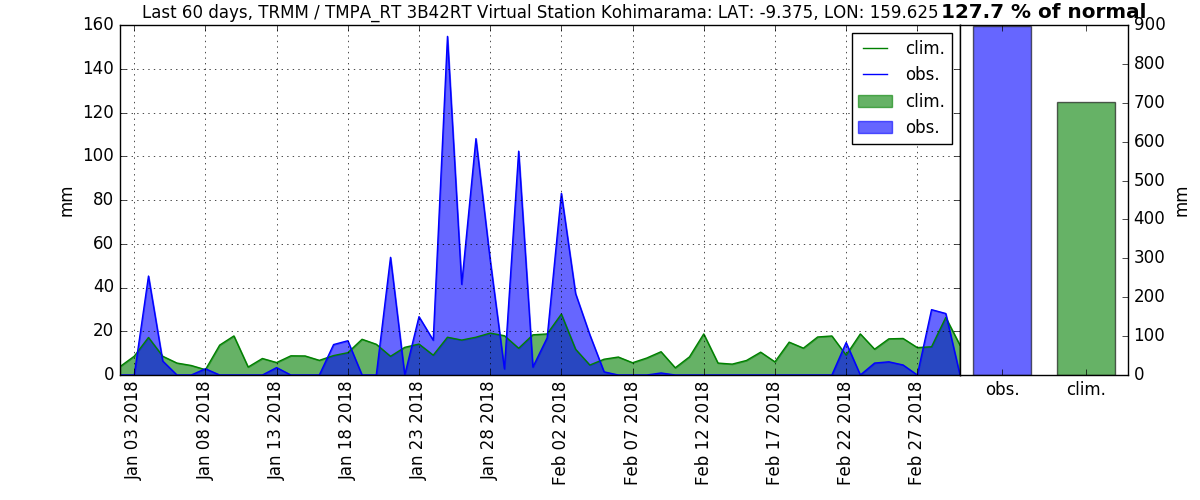 Last 60 days, TRMM / TMPA_RT 3B42RT Virtual Station Kohimarama: LAT: -9.375, LON: 159.625 127.7 % of normal
160
140
120
100
80
60
40
20
0
mm
clim.
obs.
clim.
obs.
900
800
700
600
500
400
300
200
100
0
mm
obs.
clim.
Jan 03 2018
Jan 08 2018
Jan 13 2018
Jan 18 2018
Jan 23 2018
Jan 28 2018
Feb 02 2018
Feb 07 2018
Feb 12 2018
Feb 17 2018
Feb 22 2018
Feb 27 2018